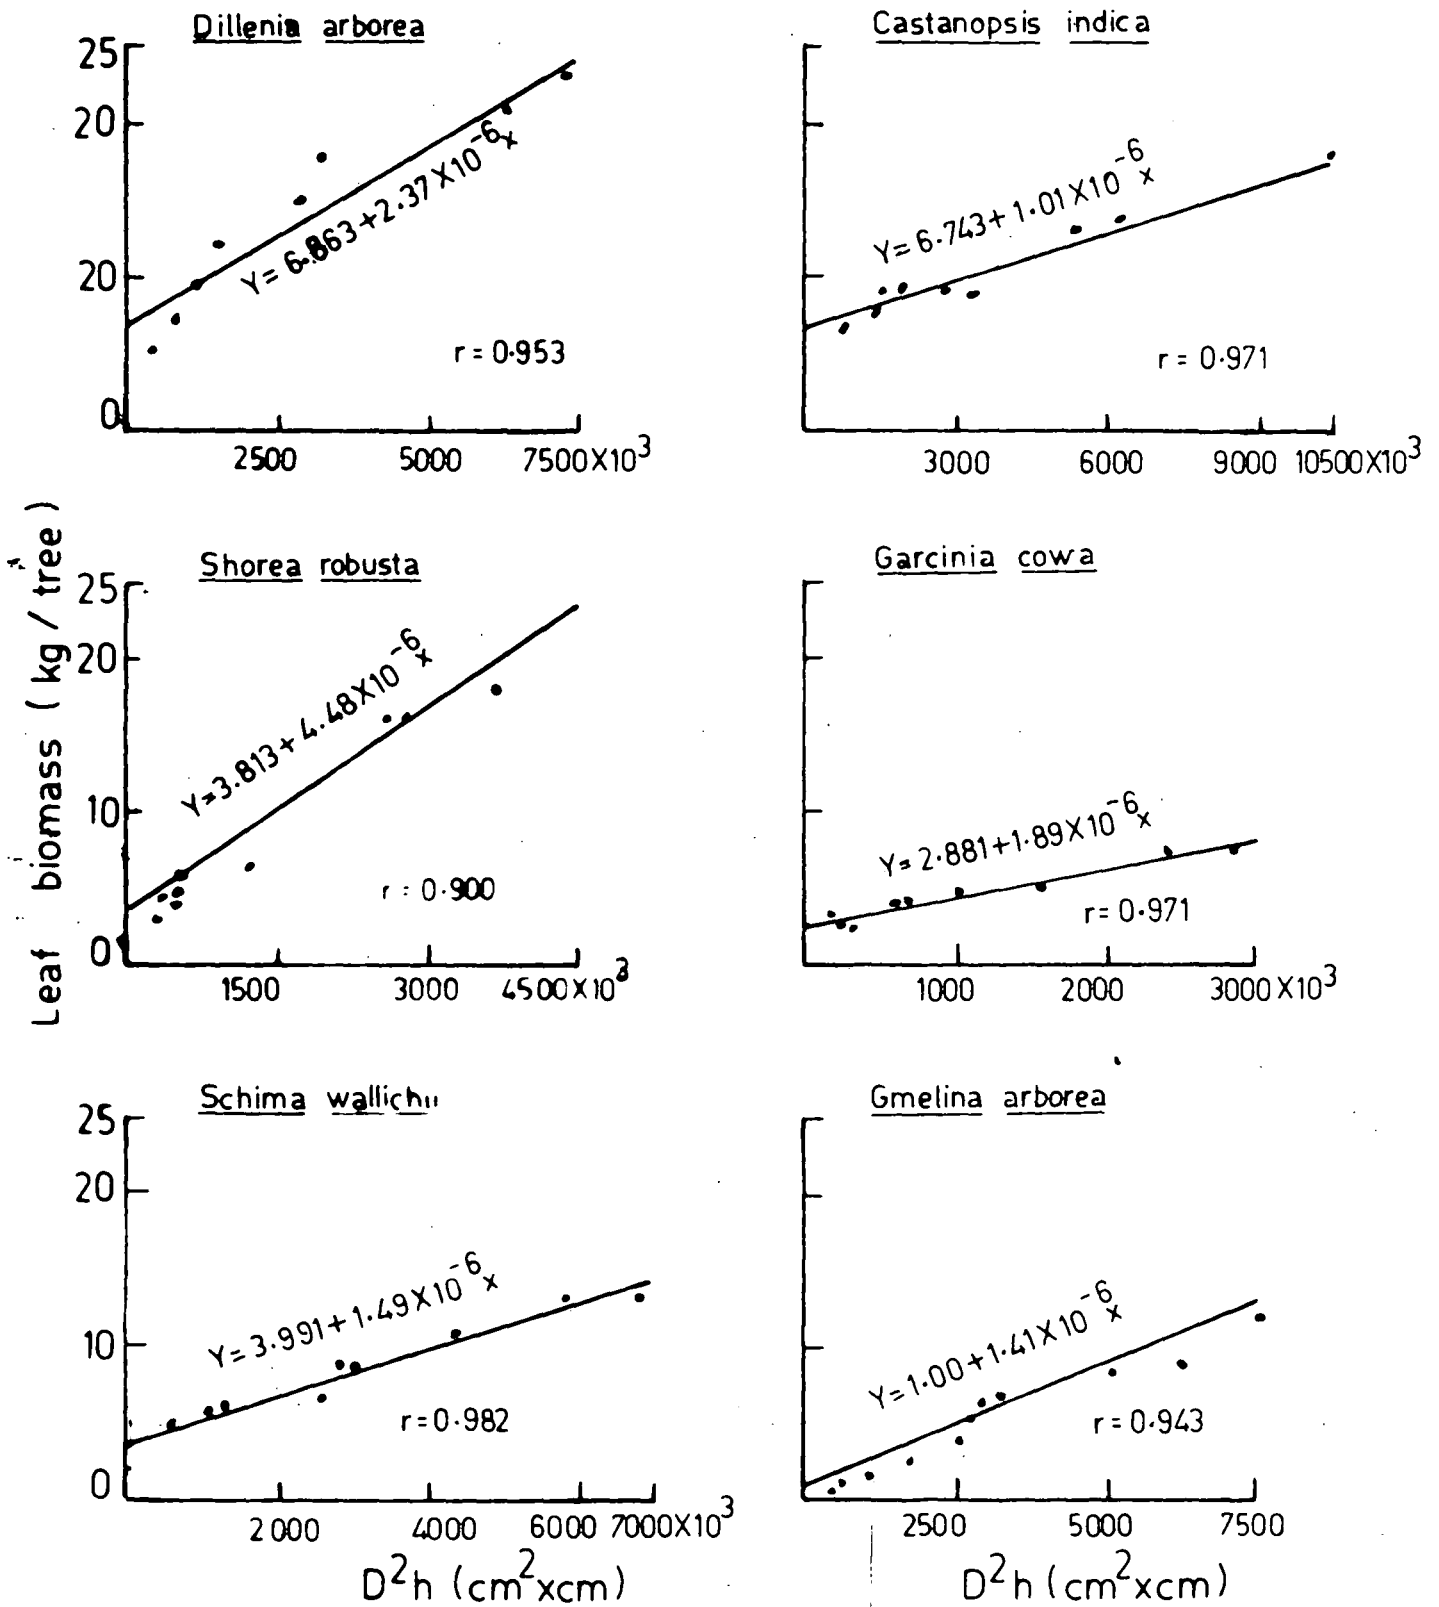 Dillenia arborea
25
20
20
0
Y= 6.863+2.37X10⁻⁶x
r = 0.953
2500 5000 7500X10³
Castanopsis indica
Y= 6.743+ 1.01X10⁻⁶x
r = 0.971
3000 6000 9000 10500X10³
Leaf biomass ( kg / tree )
Shorea robusta
25
20
10
0
Y=3.813+ 4.48X10⁻⁶x
r = 0.900
1500 3000 4500X10³
Garcinia cowa
Y= 2.881+1.89X10⁻⁶x
r= 0.971
1000 2000 3000X10³
Schima wallichii
25
20
10
0
Y= 3.991+1.49X10⁻⁶x
r=0.982
2000 4000 6000 7000X10³
D²h (cm²xcm)
Gmelina arborea
Y=1.00+1.41X10⁻⁶x
r= 0.943
2500 5000 7500
D²h (cm²xcm)